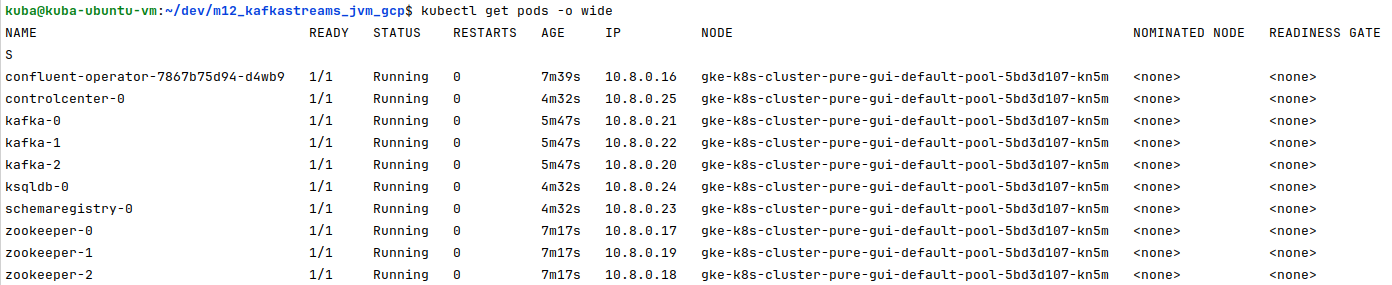 kuba@kuba-ubuntu-vm:~/dev/m12_kafkastreams_jvm_gcp$ kubectl get pods -o wide
NAME READY STATUS RESTARTS AGE IP NODE NOMINATED NODE READINESS GATE
S
confluent-operator-7867b75d94-d4wb9 1/1 Running 0 7m39s 10.8.0.16 gke-k8s-cluster-pure-gui-default-pool-5bd3d107-kn5m <none> <none>
controlcenter-0 1/1 Running 0 4m32s 10.8.0.25 gke-k8s-cluster-pure-gui-default-pool-5bd3d107-kn5m <none> <none>
kafka-0 1/1 Running 0 5m47s 10.8.0.21 gke-k8s-cluster-pure-gui-default-pool-5bd3d107-kn5m <none> <none>
kafka-1 1/1 Running 0 5m47s 10.8.0.22 gke-k8s-cluster-pure-gui-default-pool-5bd3d107-kn5m <none> <none>
kafka-2 1/1 Running 0 5m47s 10.8.0.20 gke-k8s-cluster-pure-gui-default-pool-5bd3d107-kn5m <none> <none>
ksqldb-0 1/1 Running 0 4m32s 10.8.0.24 gke-k8s-cluster-pure-gui-default-pool-5bd3d107-kn5m <none> <none>
schemaregistry-0 1/1 Running 0 4m32s 10.8.0.23 gke-k8s-cluster-pure-gui-default-pool-5bd3d107-kn5m <none> <none>
zookeeper-0 1/1 Running 0 7m17s 10.8.0.17 gke-k8s-cluster-pure-gui-default-pool-5bd3d107-kn5m <none> <none>
zookeeper-1 1/1 Running 0 7m17s 10.8.0.19 gke-k8s-cluster-pure-gui-default-pool-5bd3d107-kn5m <none> <none>
zookeeper-2 1/1 Running 0 7m17s 10.8.0.18 gke-k8s-cluster-pure-gui-default-pool-5bd3d107-kn5m <none> <none>